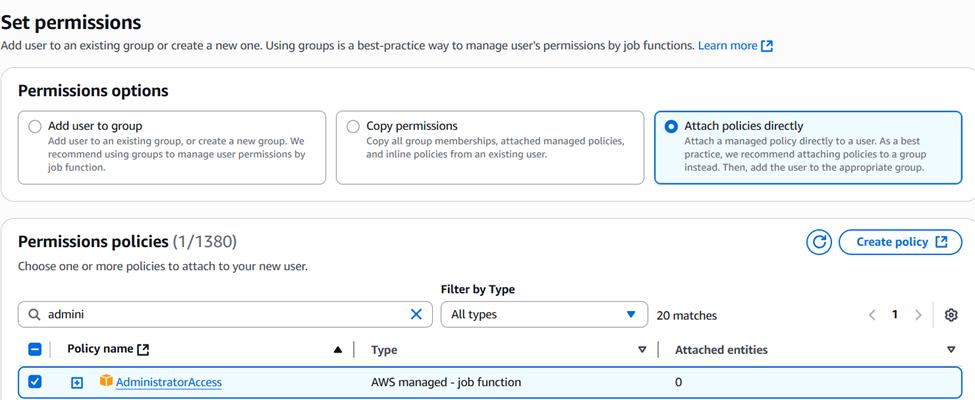 Set permissions
Add user to an existing group or create a new one. Using groups is a best-practice way to manage user's permissions by job functions. Learn more
Permissions options
Add user to group
Add user to an existing group, or create a new group. We
recommend using groups to manage user permissions by
job function.
Copy permissions
Copy all group memberships, attached managed policies,
and inline policies from an existing user.
Attach policies directly
Attach a managed policy directly to a user. As a best
practice, we recommend attaching policies to a group
instead. Then, add the user to the appropriate group.
Permissions policies (1/1380)
Create policy
Choose one or more policies to attach to your new user.
Filter by Type
admini
All types
20 matches
1
Policy name
Type
Attached entities
AdministratorAccess
AWS managed - job function
0